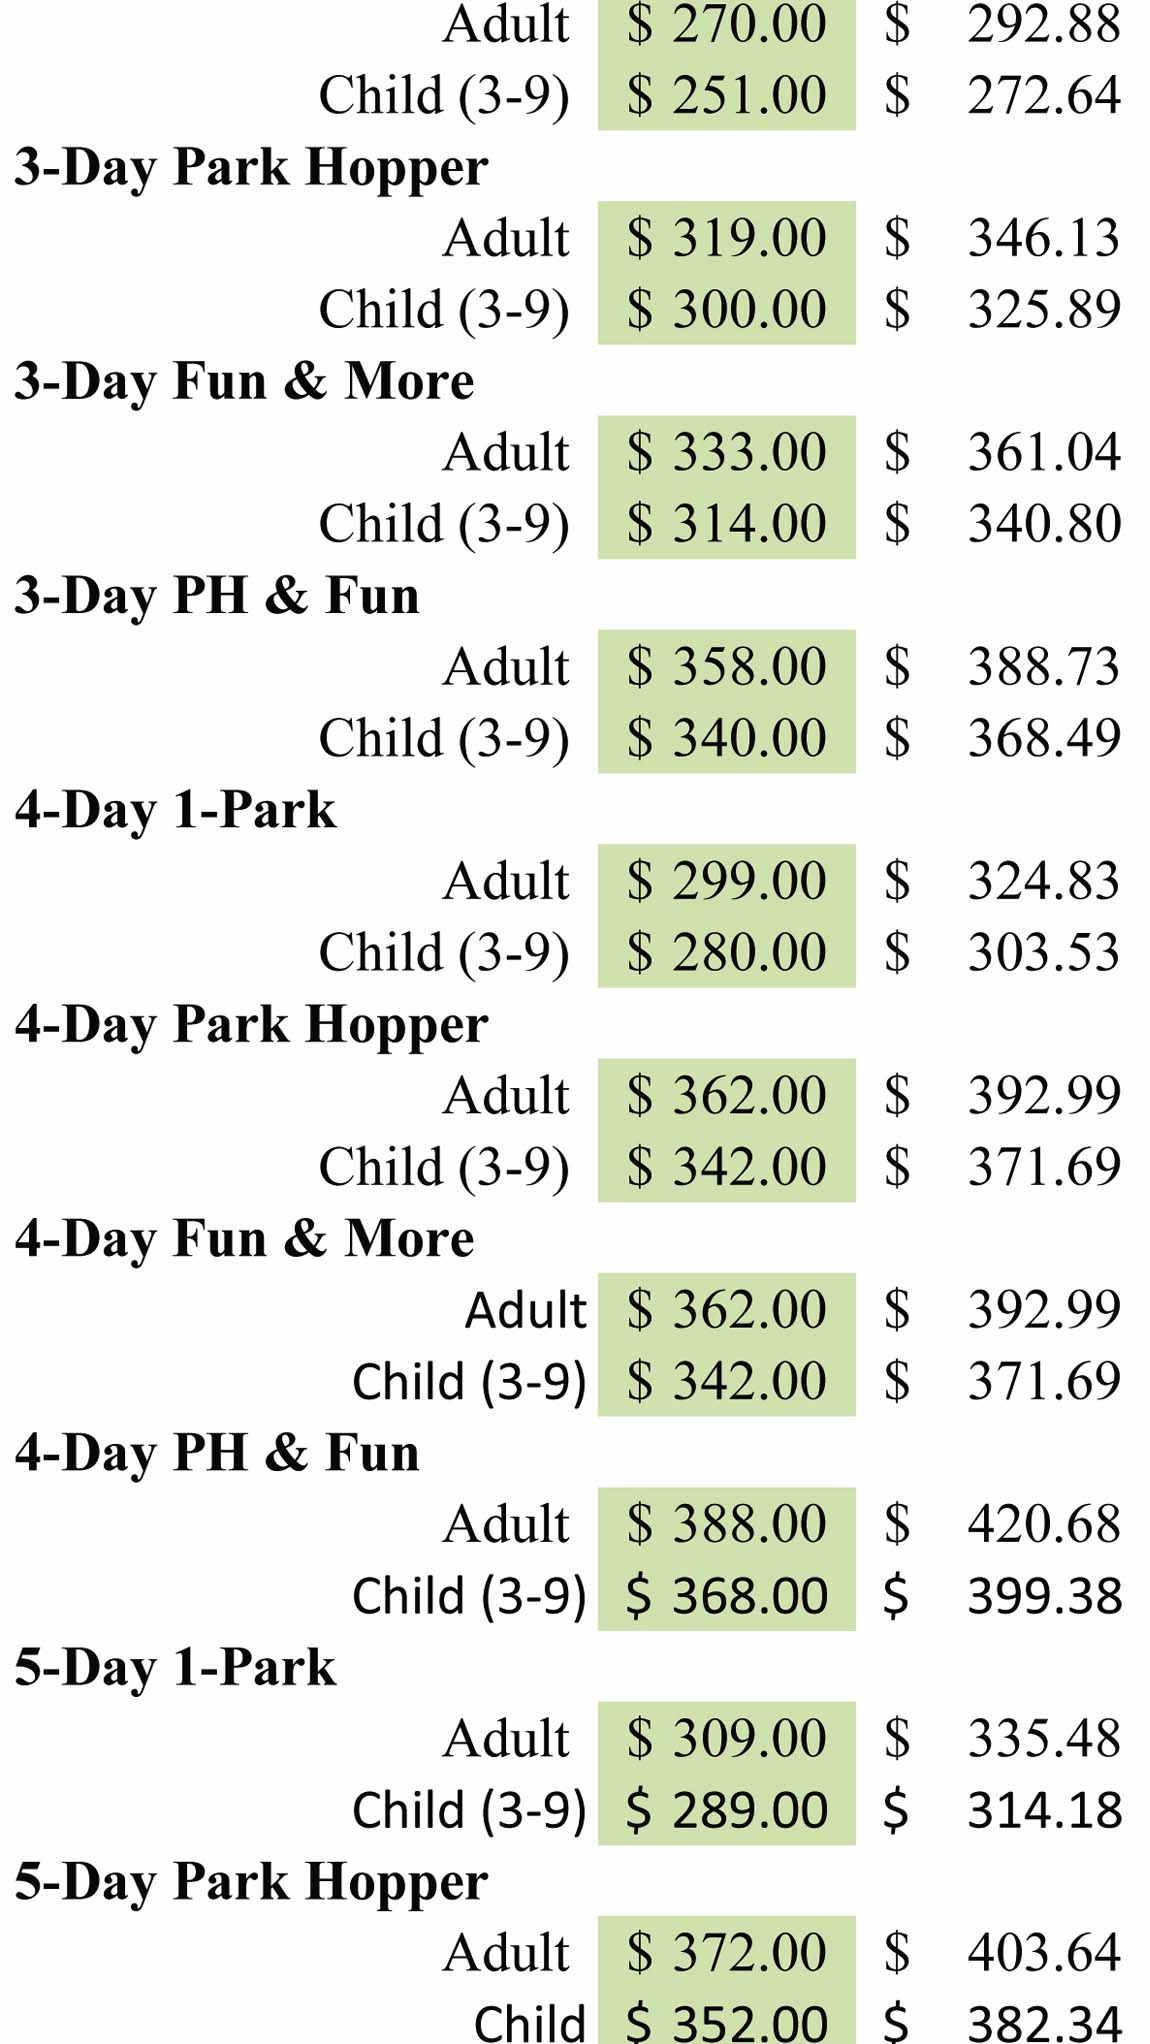 Adult $ 270.00 $ 292.88
Child (3-9) $ 251.00 $ 272.64
3-Day Park Hopper
Adult $ 319.00 $ 346.13
Child (3-9) $ 300.00 $ 325.89
3-Day Fun & More
Adult $ 333.00 $ 361.04
Child (3-9) $ 314.00 $ 340.80
3-Day PH & Fun
Adult $ 358.00 $ 388.73
Child (3-9) $ 340.00 $ 368.49
4-Day 1-Park
Adult $ 299.00 $ 324.83
Child (3-9) $ 280.00 $ 303.53
4-Day Park Hopper
Adult $ 362.00 $ 392.99
Child (3-9) $ 342.00 $ 371.69
4-Day Fun & More
Adult $ 362.00 $ 392.99
Child (3-9) $ 342.00 $ 371.69
4-Day PH & Fun
Adult $ 388.00 $ 420.68
Child (3-9) $ 368.00 $ 399.38
5-Day 1-Park
Adult $ 309.00 $ 335.48
Child (3-9) $ 289.00 $ 314.18
5-Day Park Hopper
Adult $ 372.00 $ 403.64
Child $ 352.00 $ 382.34